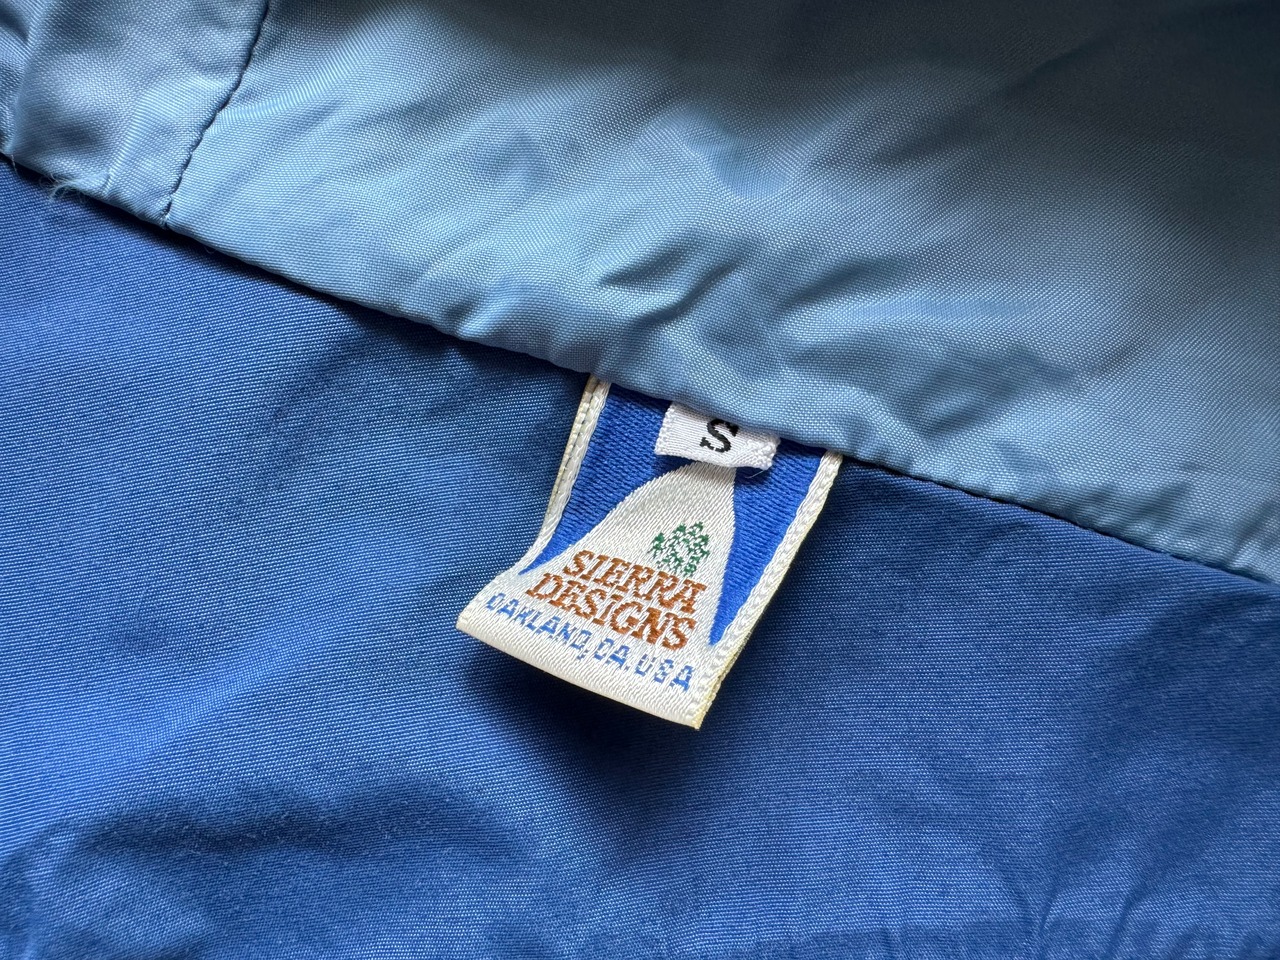 S
SIERRA
DESIGNS
OAKLAND, CA. USA